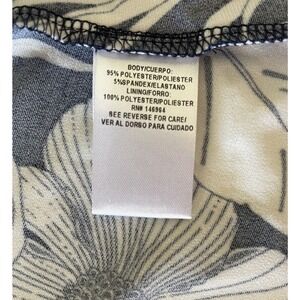 BODY/CUERPO:
95% POLYESTER/POLIESTER
5%SPANDEX/ELASTANO
LINING/FORRO:
100% POLYESTER/POLIESTER
RN# 146964
SEE REVERSE FOR CARE/
VER AL DORSO PARA CUIDADO